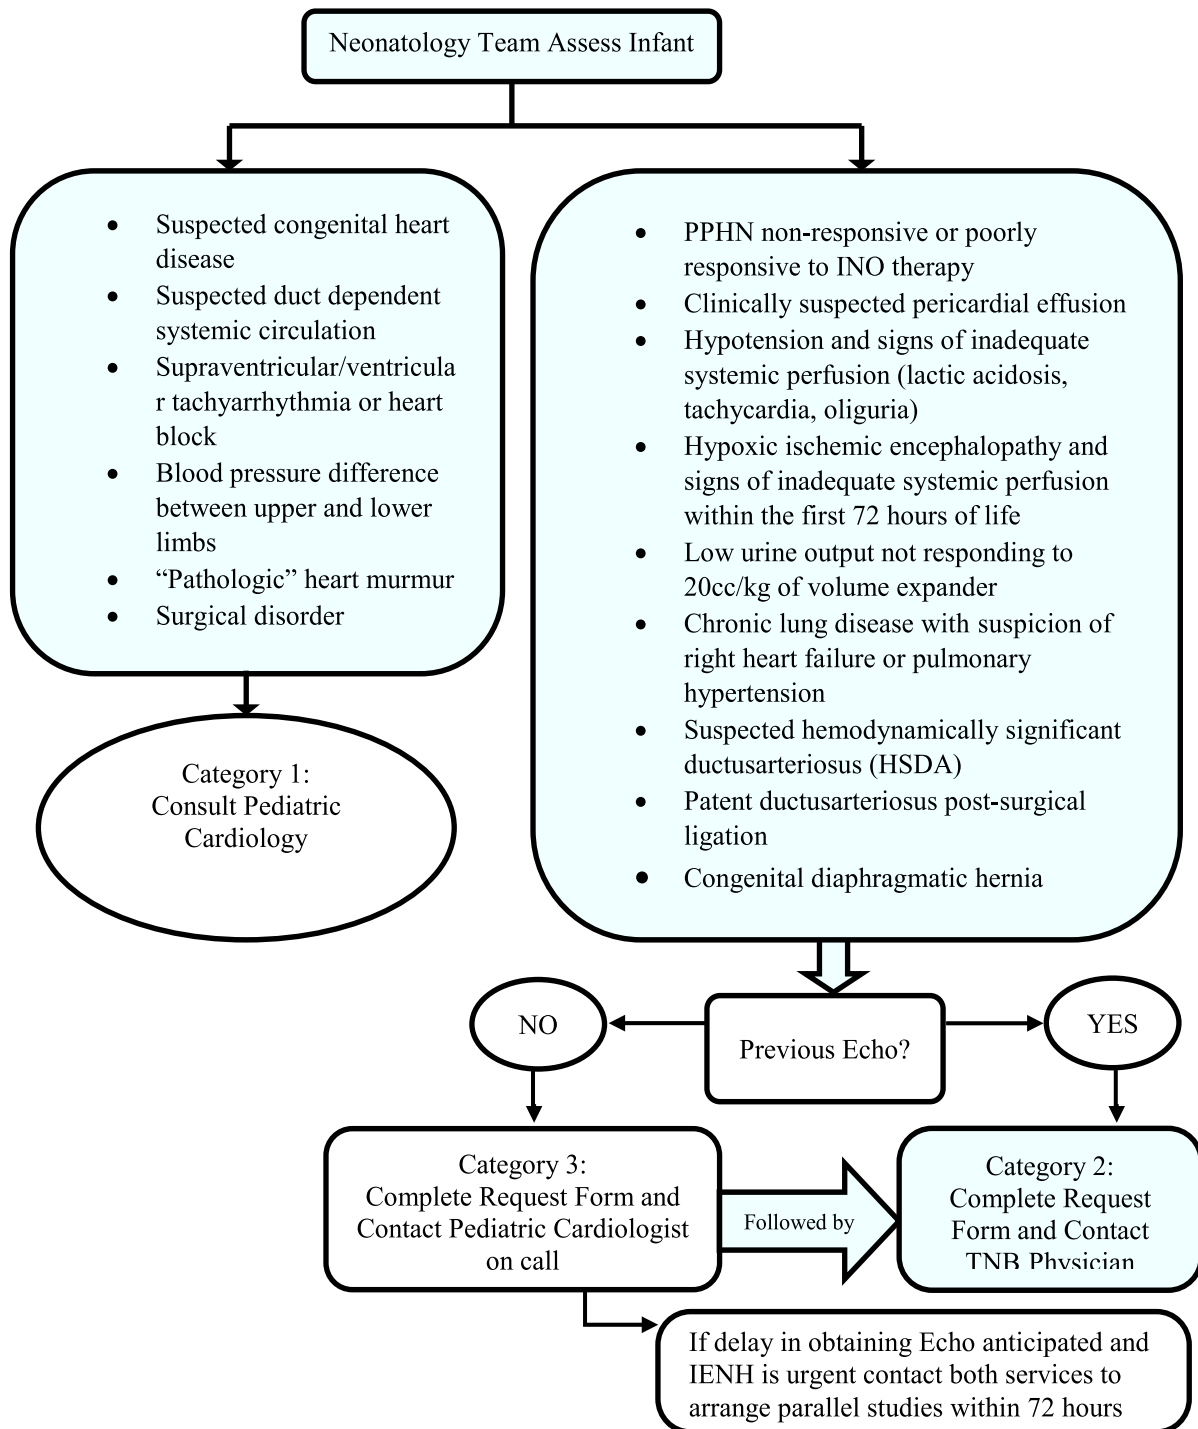 Neonatology Team Assess Infant
• Suspected congenital heart
disease
• Suspected duct dependent
systemic circulation
• Supraventricular/ventricula
r tachyarrhythmia or heart
block
• Blood pressure difference
between upper and lower
limbs
• “Pathologic” heart murmur
• Surgical disorder
Category 1:
Consult Pediatric
Cardiology
• PPHN non-responsive or poorly
responsive to INO therapy
• Clinically suspected pericardial effusion
• Hypotension and signs of inadequate
systemic perfusion (lactic acidosis,
tachycardia, oliguria)
• Hypoxic ischemic encephalopathy and
signs of inadequate systemic perfusion
within the first 72 hours of life
• Low urine output not responding to
20cc/kg of volume expander
• Chronic lung disease with suspicion of
right heart failure or pulmonary
hypertension
• Suspected hemodynamically significant
ductusarteriosus (HSDA)
• Patent ductusarteriosus post-surgical
ligation
• Congenital diaphragmatic hernia
NO
Previous Echo?
YES
Category 3:
Complete Request Form and
Contact Pediatric Cardiologist
on call
Followed by
Category 2:
Complete Request
Form and Contact
TNB Physician
If delay in obtaining Echo anticipated and
IENH is urgent contact both services to
arrange parallel studies within 72 hours